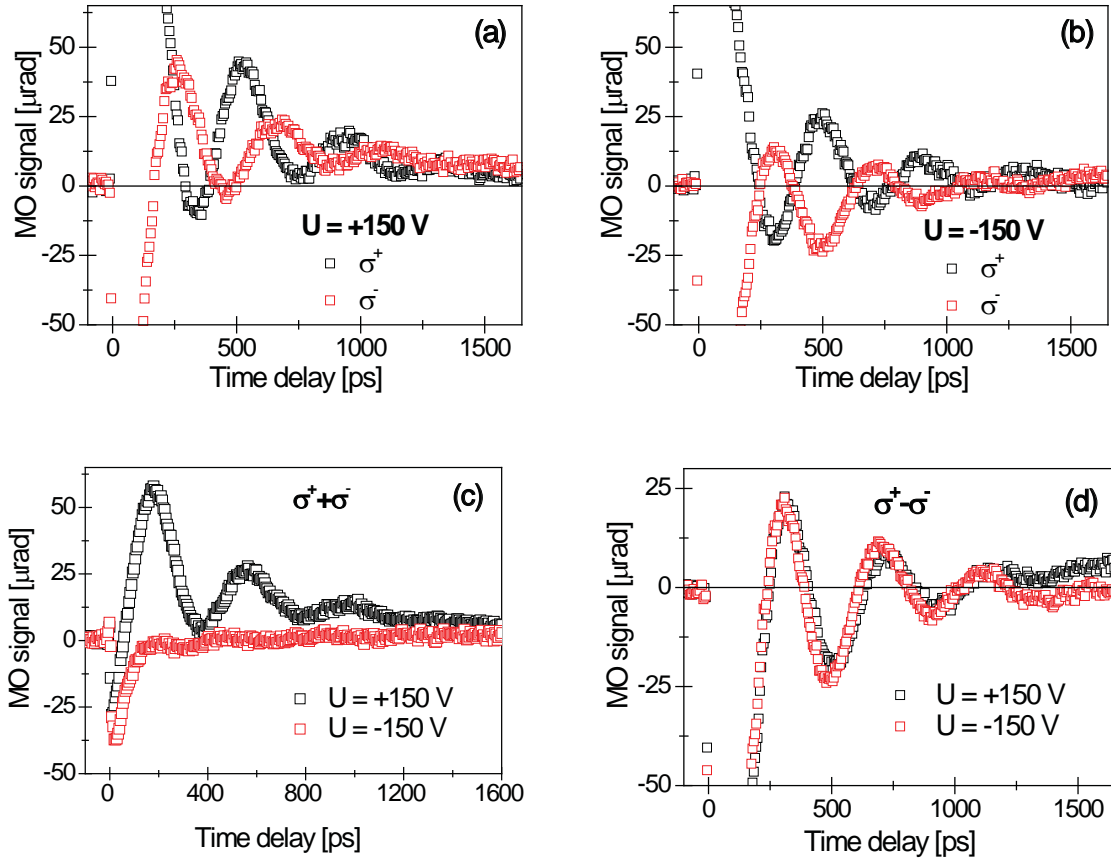 (a)
MO signal [µrad]
50
25
0
-25
-50
U = +150 V
σ+
σ-
0 500 1000 1500
Time delay [ps]
(b)
MO signal [µrad]
50
25
0
-25
-50
U = -150 V
σ+
σ-
0 500 1000 1500
Time delay [ps]
(c)
σ++σ-
MO signal [µrad]
50
25
0
-25
-50
U = +150 V
U = -150 V
0 400 800 1200 1600
Time delay [ps]
(d)
σ+-σ-
MO signal [µrad]
25
0
-25
-50
U = +150 V
U = -150 V
0 500 1000 1500
Time delay [ps]